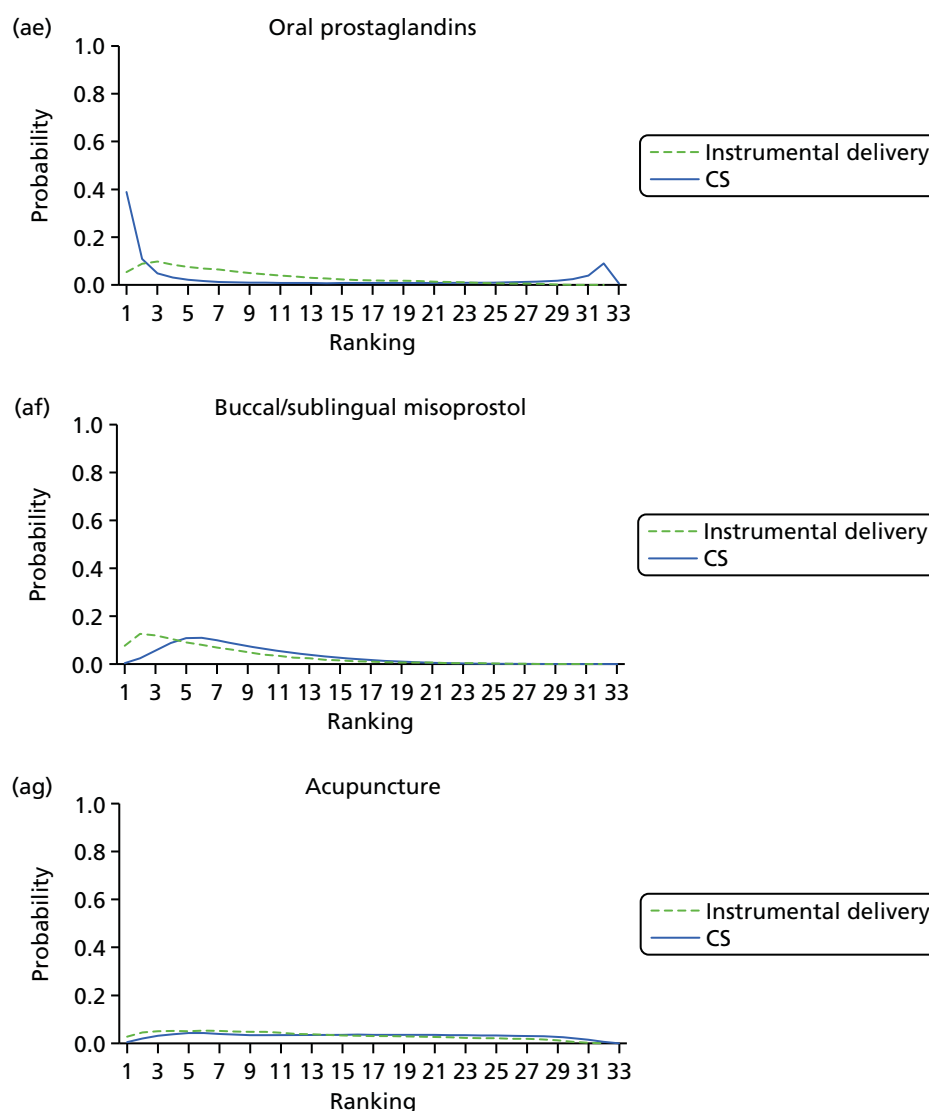 (ae) Oral prostaglandins
1.0
0.8
0.6
0.4
0.2
0.0
Probability
1 3 5 7 9 11 13 15 17 19 21 23 25 27 29 31 33
Ranking
Instrumental delivery
CS
(af) Buccal/sublingual misoprostol
1.0
0.8
0.6
0.4
0.2
0.0
Probability
1 3 5 7 9 11 13 15 17 19 21 23 25 27 29 31 33
Ranking
Instrumental delivery
CS
(ag) Acupuncture
1.0
0.8
0.6
0.4
0.2
0.0
Probability
1 3 5 7 9 11 13 15 17 19 21 23 25 27 29 31 33
Ranking
Instrumental delivery
CS